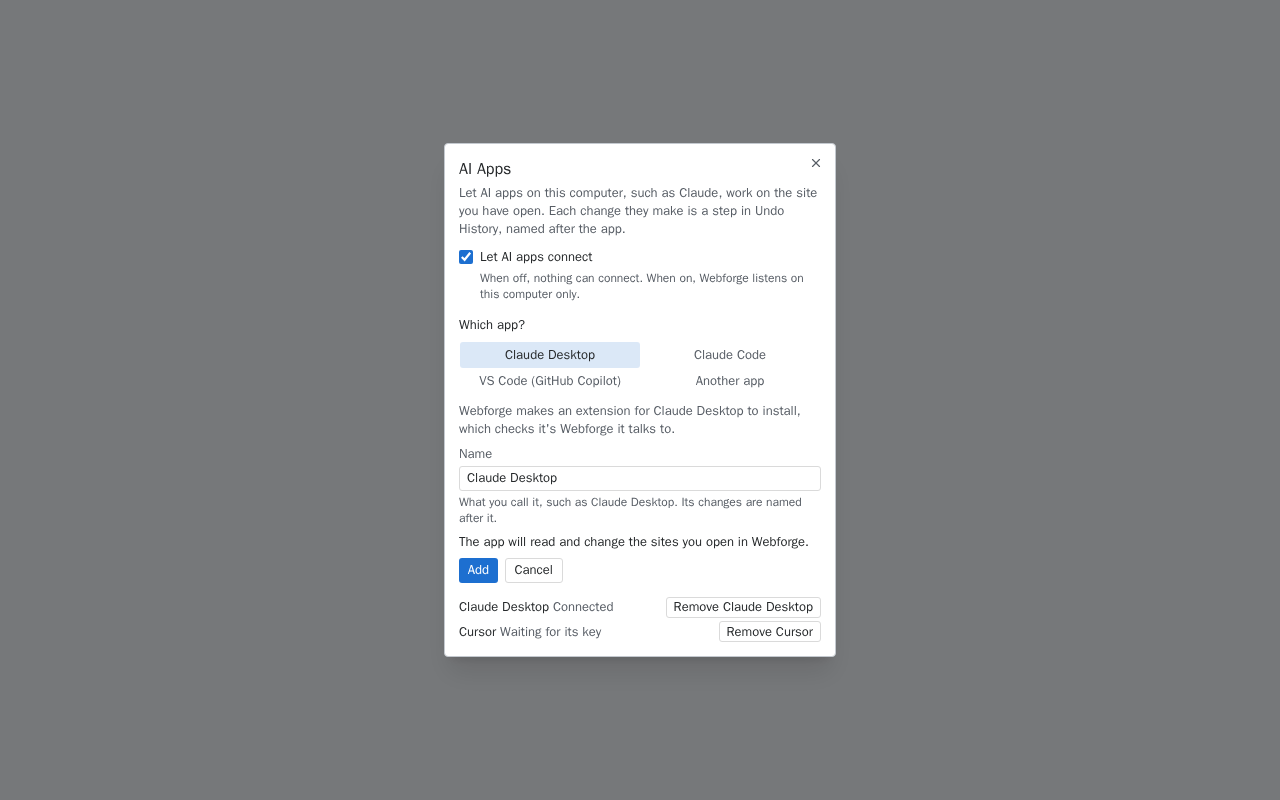 AI Apps
Let AI apps on this computer, such as Claude, work on the site
you have open. Each change they make is a step in Undo
History, named after the app.
Let AI apps connect
When off, nothing can connect. When on, Webforge listens on
this computer only.
Which app?
Claude Desktop
Claude Code
VS Code (GitHub Copilot)
Another app
Webforge makes an extension for Claude Desktop to install,
which checks it's Webforge it talks to.
Name
Claude Desktop
What you call it, such as Claude Desktop. Its changes are named
after it.
The app will read and change the sites you open in Webforge.
Add
Cancel
Claude Desktop Connected
Remove Claude Desktop
Cursor Waiting for its key
Remove Cursor